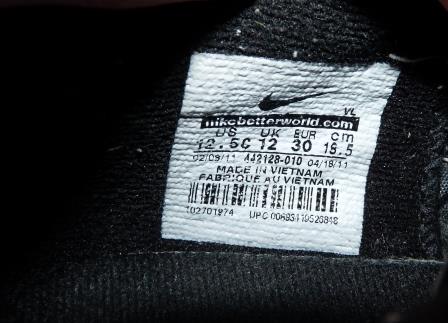 VL
nikebetterworld.com
US UK EUR cm
12.5C 12 30 18.5
02/09/11 442128-010 04/18/11
MADE IN VIETNAM
FABRIQUE AU VIETNAM
102701974 UPC